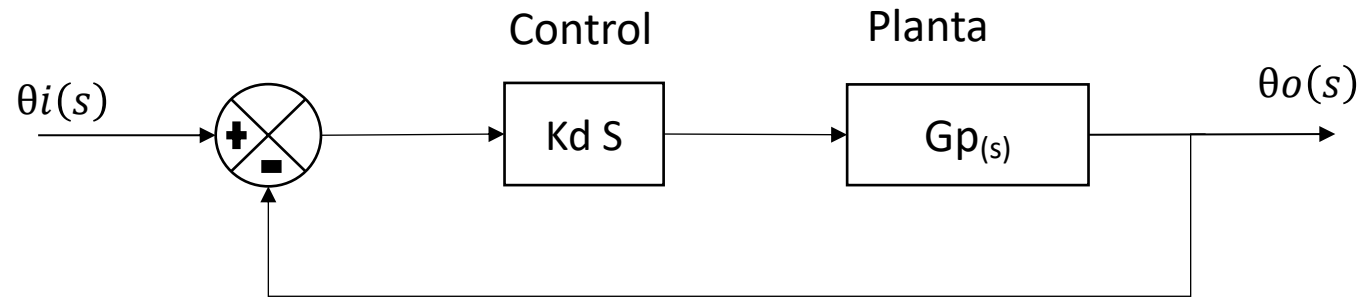 Control
Planta
θi(s)
θo(s)
+
-
Kd S
Gp(s)